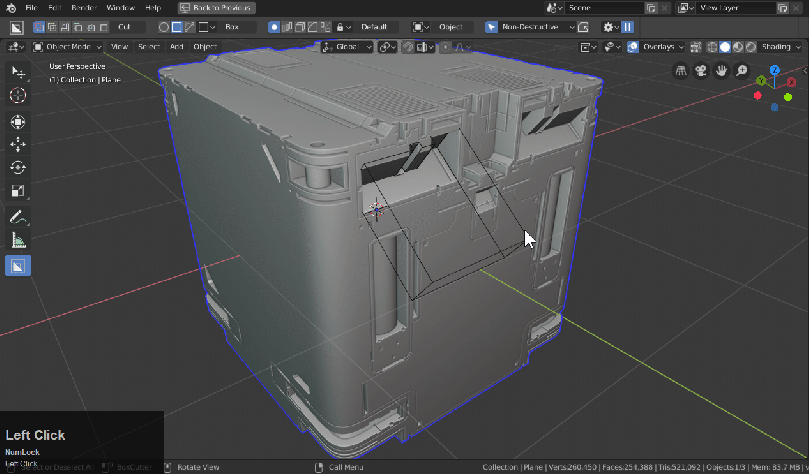 File Edit Render Window Help Back to Previous Scene View Layer
Cut Box Default Object Non-Destructive
Object Mode View Select Add Object Global Overlays Shading
User Perspective
(1) Collection | Plane
Z
Y
X
Left Click
NumLock
Left Click
Select or Deselect All BoxCutter Rotate View Call Menu Collection | Plane | Verts:260,450 | Faces:254,388 | Tris:521,092 | Objects:1/3 | Mem: 83.7 MB |